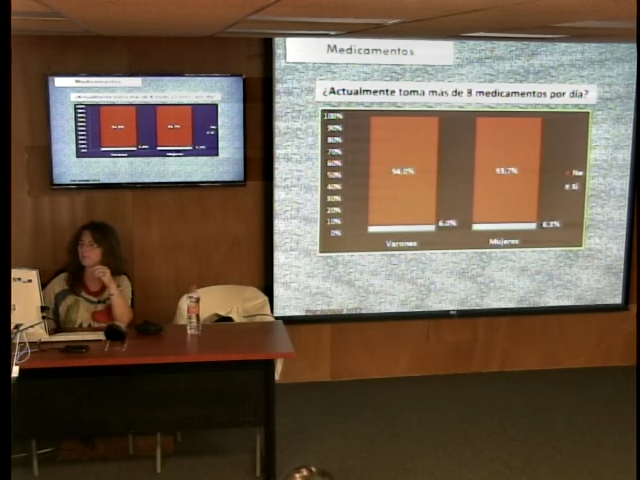 Medicamentos
¿Actualmente toma más de 8 medicamentos por día?
100%
90%
80%
70%
60%
50%
40%
30%
20%
10%
0%
94.0%
93.7%
6.0%
6.3%
Varones
Mujeres
No
Sí
Medicamentos